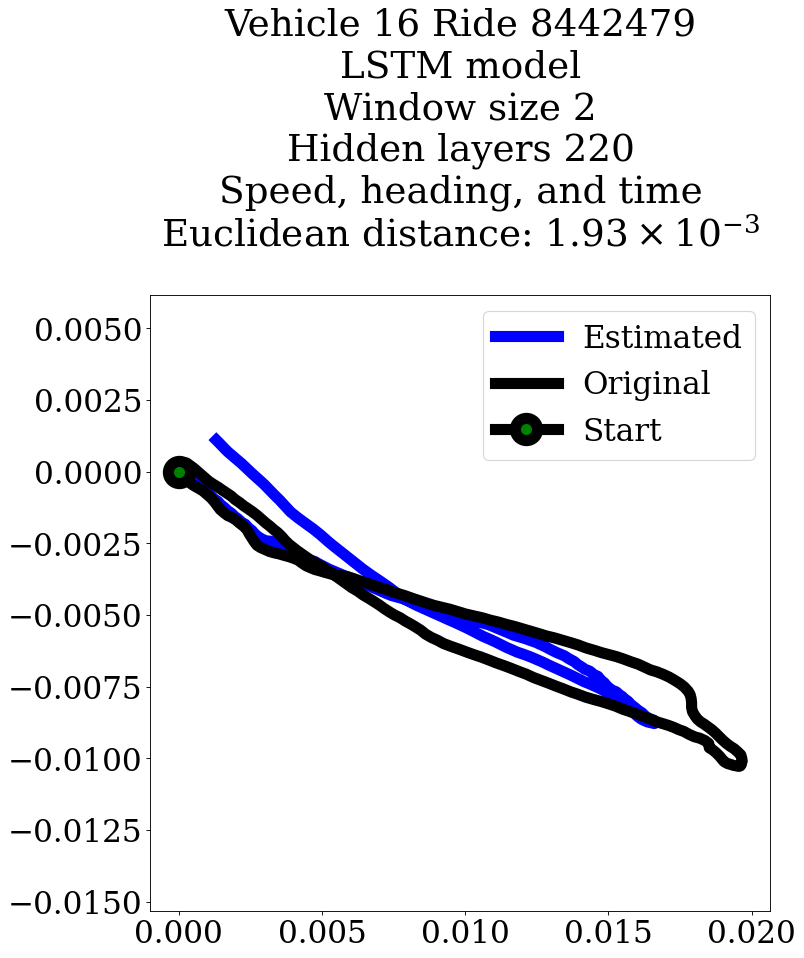 Vehicle 16 Ride 8442479
LSTM model
Window size 2
Hidden layers 220
Speed, heading, and time
Euclidean distance: 1.93 × 10⁻³
Estimated
Original
Start
0.0050
0.0025
0.0000
−0.0025
−0.0050
−0.0075
−0.0100
−0.0125
−0.0150
0.000 0.005 0.010 0.015 0.020